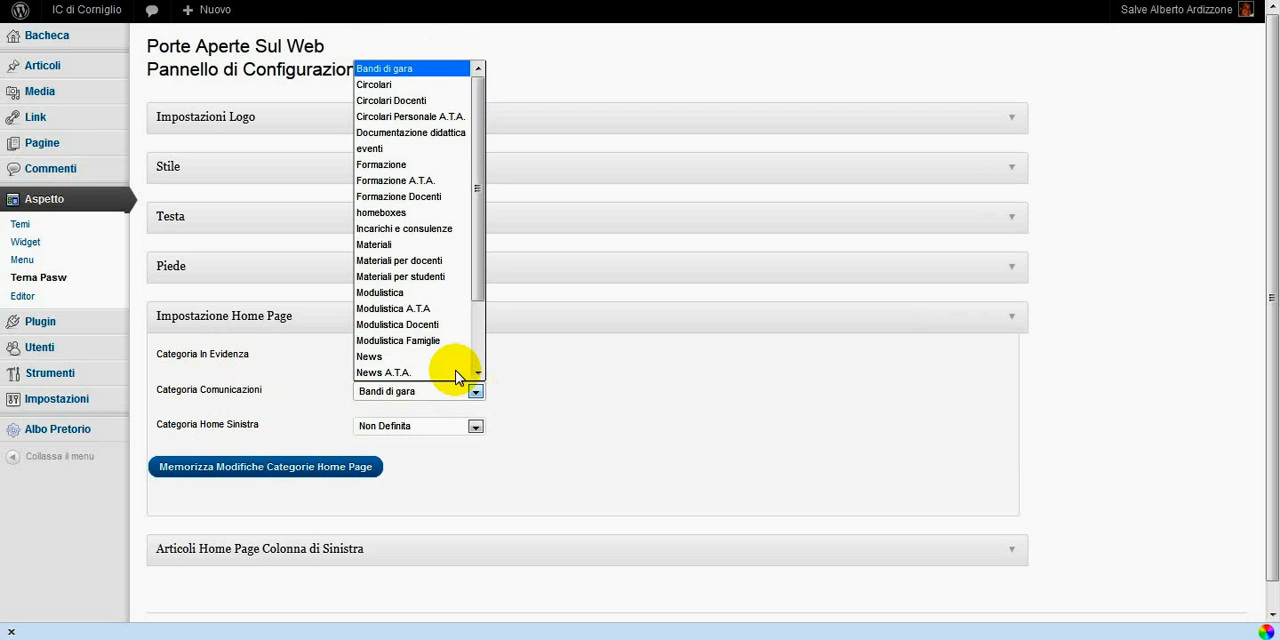 IC di Corniglio
Nuovo
Salve Alberto Ardizzone
Bacheca
Articoli
Media
Link
Pagine
Commenti
Aspetto
Temi
Widget
Menu
Tema Pasw
Editor
Plugin
Utenti
Strumenti
Impostazioni
Albo Pretorio
Collassa il menu
Porte Aperte Sul Web
Pannello di Configurazion
Impostazioni Logo
Stile
Testa
Piede
Impostazione Home Page
Categoria In Evidenza
Categoria Comunicazioni
Bandi di gara
Categoria Home Sinistra
Non Definita
Bandi di gara
Circolari
Circolari Docenti
Circolari Personale A.T.A.
Documentazione didattica
eventi
Formazione
Formazione A.T.A.
Formazione Docenti
homeboxes
Incarichi e consulenze
Materiali
Materiali per docenti
Materiali per studenti
Modulistica
Modulistica A.T.A
Modulistica Docenti
Modulistica Famiglie
News
News A.T.A.
Memorizza Modifiche Categorie Home Page
Articoli Home Page Colonna di Sinistra